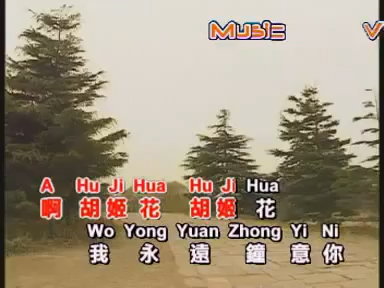 MUSIC V
A Hu Ji Hua Hu Ji Hua
啊 胡 姬 花 胡 姬 花
Wo Yong Yuan Zhong Yi Ni
我 永 遠 鐘 意 你